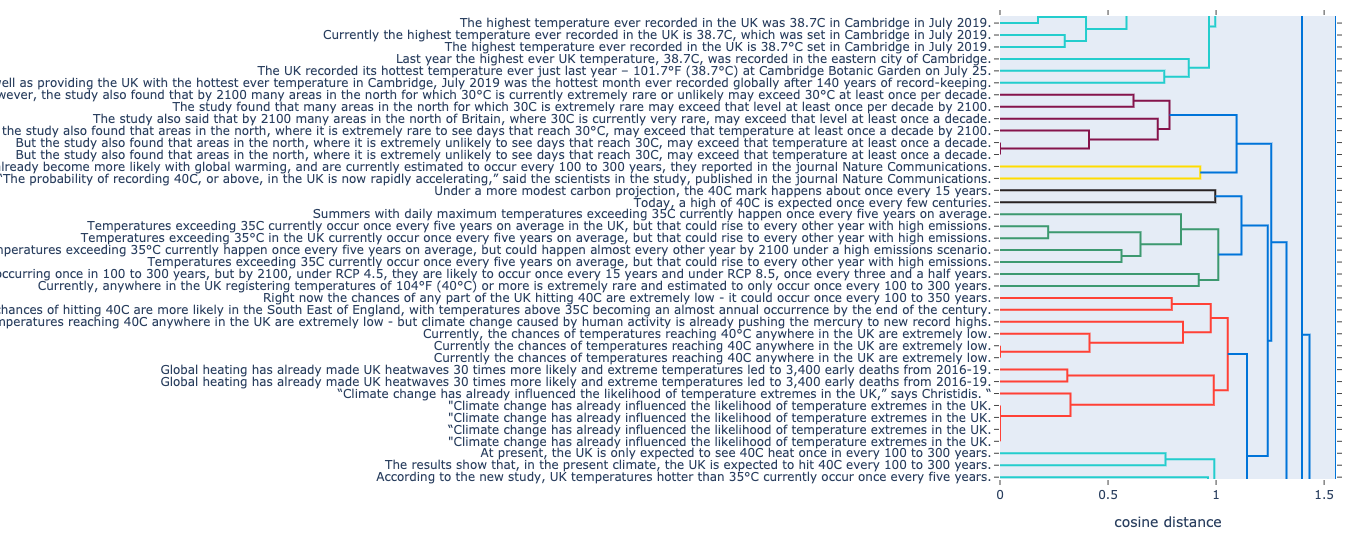 The highest temperature ever recorded in the UK was 38.7C in Cambridge in July 2019.
Currently the highest temperature ever recorded in the UK is 38.7C, which was set in Cambridge in July 2019.
The highest temperature ever recorded in the UK is 38.7°C set in Cambridge in July 2019.
Last year the highest ever UK temperature, 38.7C, was recorded in the eastern city of Cambridge.
The UK recorded its hottest temperature ever just last year – 101.7°F (38.7°C) at Cambridge Botanic Garden on July 25.
as providing the UK with the hottest ever temperature in Cambridge, July 2019 was the hottest month ever recorded globally after 140 years of record-keeping.
the study also found that by 2100 many areas in the north for which 30°C is currently extremely rare or unlikely may exceed 30°C at least once per decade.
The study found that many areas in the north for which 30C is extremely rare may exceed that level at least once per decade by 2100.
The study also said that by 2100 many areas in the north of Britain, where 30C is currently very rare, may exceed that level at least once a decade.
the study also found that areas in the north, where it is extremely rare to see days that reach 30°C, may exceed that temperature at least once a decade by 2100.
But the study also found that areas in the north, where it is extremely unlikely to see days that reach 30C, may exceed that temperature at least once a decade.
But the study also found that areas in the north, where it is extremely unlikely to see days that reach 30C, may exceed that temperature at least once a decade.
already become more likely with global warming, and are currently estimated to occur every 100 to 300 years, they reported in the journal Nature Communications.
“The probability of recording 40C, or above, in the UK is now rapidly accelerating,” said the scientists in the study, published in the journal Nature Communications.
Under a more modest carbon projection, the 40C mark happens about once every 15 years.
Today, a high of 40C is expected once every few centuries.
Summers with daily maximum temperatures exceeding 35C currently happen once every five years on average.
Temperatures exceeding 35C currently occur once every five years on average in the UK, but that could rise to every other year with high emissions.
Temperatures exceeding 35°C in the UK currently occur once every five years on average, but that could rise to every other year with high emissions.
exceeding 35°C currently happen once every five years on average, but could happen almost every other year by 2100 under a high emissions scenario.
Temperatures exceeding 35C currently occur once every five years on average, but that could rise to every other year with high emissions.
occurring once in 100 to 300 years, but by 2100, under RCP 4.5, they are likely to occur once every 15 years and under RCP 8.5, once every three and a half years.
Currently, anywhere in the UK registering temperatures of 104°F (40°C) or more is extremely rare and estimated to only occur once every 100 to 300 years.
Right now the chances of any part of the UK hitting 40C are extremely low - it could occur once every 100 to 350 years.
chances of hitting 40C are more likely in the South East of England, with temperatures above 35C becoming an almost annual occurrence by the end of the century.
reaching 40C anywhere in the UK are extremely low - but climate change caused by human activity is already pushing the mercury to new record highs.
Currently, the chances of temperatures reaching 40°C anywhere in the UK are extremely low.
Currently the chances of temperatures reaching 40C anywhere in the UK are extremely low.
Currently the chances of temperatures reaching 40C anywhere in the UK are extremely low.
Global heating has already made UK heatwaves 30 times more likely and extreme temperatures led to 3,400 early deaths from 2016-19.
Global heating has already made UK heatwaves 30 times more likely and extreme temperatures led to 3,400 early deaths from 2016-19.
“Climate change has already influenced the likelihood of temperature extremes in the UK,” says Christidis. “
"Climate change has already influenced the likelihood of temperature extremes in the UK.
"Climate change has already influenced the likelihood of temperature extremes in the UK.
“Climate change has already influenced the likelihood of temperature extremes in the UK.
"Climate change has already influenced the likelihood of temperature extremes in the UK.
At present, the UK is only expected to see 40C heat once in every 100 to 300 years.
The results show that, in the present climate, the UK is expected to hit 40C every 100 to 300 years.
According to the new study, UK temperatures hotter than 35°C currently occur once every five years.
0 0.5 1 1.5
cosine distance